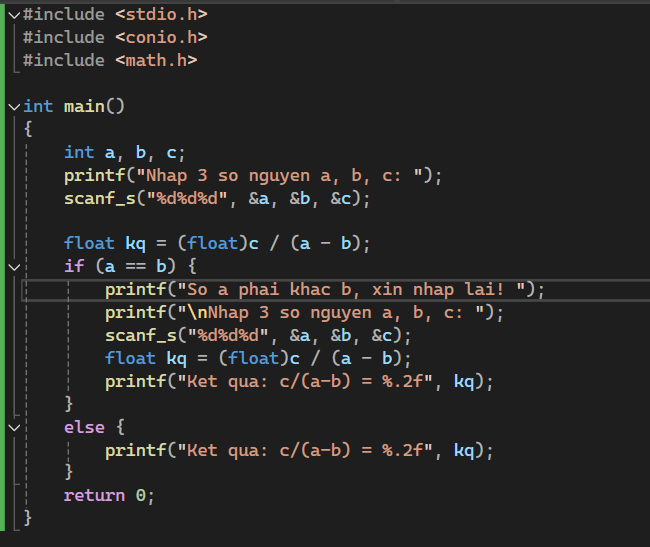 #include <stdio.h>
#include <conio.h>
#include <math.h>
int main()
{
int a, b, c;
printf("Nhap 3 so nguyen a, b, c: ");
scanf_s("%d%d%d", &a, &b, &c);
float kq = (float)c / (a - b);
if (a == b) {
printf("So a phai khac b, xin nhap lai! ");
printf("\nNhap 3 so nguyen a, b, c: ");
scanf_s("%d%d%d", &a, &b, &c);
float kq = (float)c / (a - b);
printf("Ket qua: c/(a-b) = %.2f", kq);
}
else {
printf("Ket qua: c/(a-b) = %.2f", kq);
}
return 0;
}